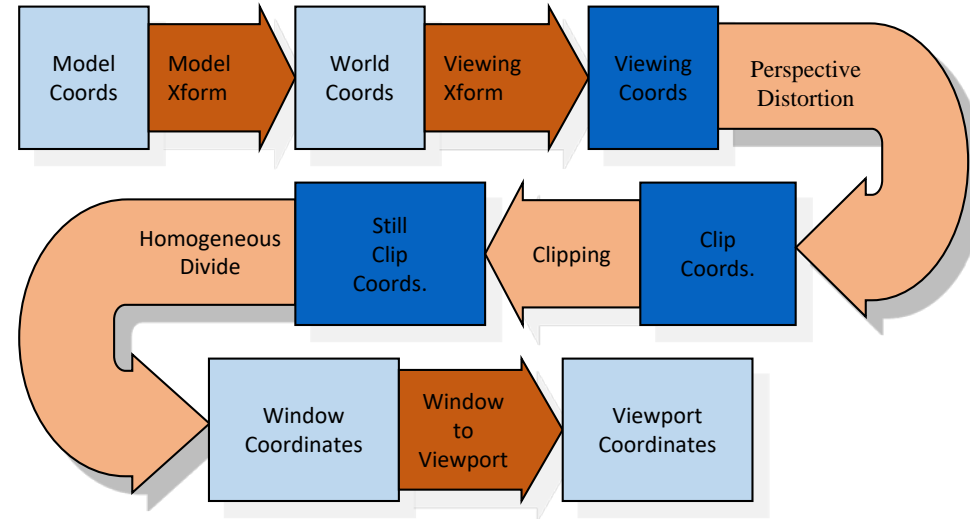 Model
Coords
Model
Xform
World
Coords
Viewing
Xform
Viewing
Coords
Perspective
Distortion
Clip
Coords.
Clipping
Still
Clip
Coords.
Homogeneous
Divide
Window
Coordinates
Window
to
Viewport
Viewport
Coordinates